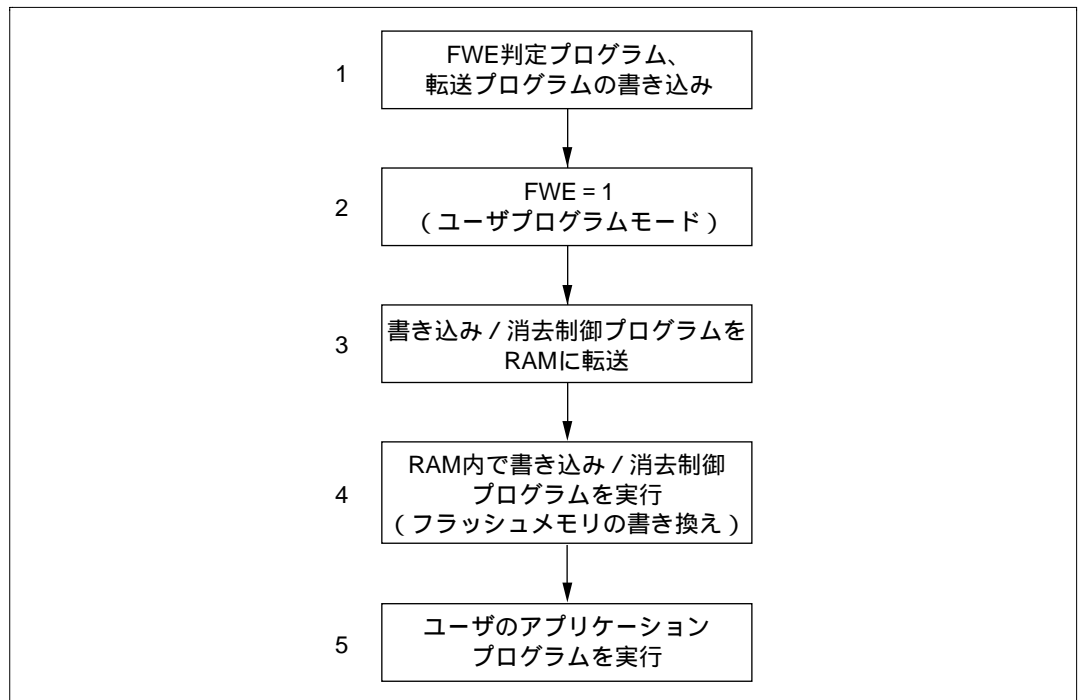 1
FWE判定プログラム、
転送プログラムの書き込み
2
FWE = 1
（ユーザプログラムモード）
3
書き込み / 消去制御プログラムを
RAMに転送
4
RAM内で書き込み / 消去制御
プログラムを実行
（フラッシュメモリの書き換え）
5
ユーザのアプリケーション
プログラムを実行